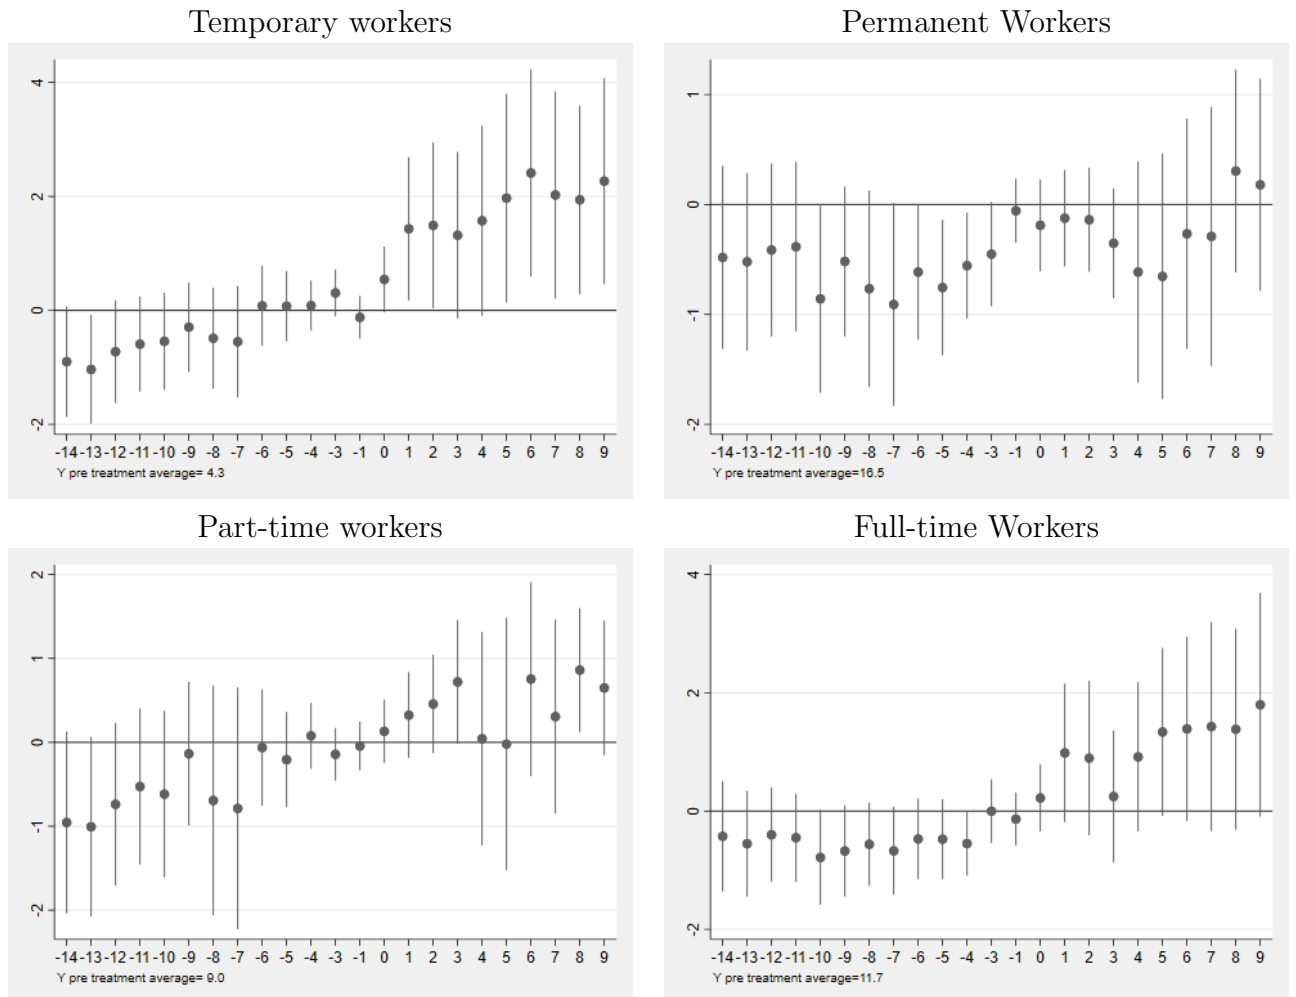 Temporary workers
4
2
0
-2
-14 -13 -12 -11 -10 -9 -8 -7 -6 -5 -4 -3 -1 0 1 2 3 4 5 6 7 8 9
Y pre treatment average= 4.3
Permanent Workers
1
0
-1
-2
-14 -13 -12 -11 -10 -9 -8 -7 -6 -5 -4 -3 -1 0 1 2 3 4 5 6 7 8 9
Y pre treatment average=16.5
Part-time workers
2
1
0
-1
-2
-14 -13 -12 -11 -10 -9 -8 -7 -6 -5 -4 -3 -1 0 1 2 3 4 5 6 7 8 9
Y pre treatment average= 9.0
Full-time Workers
4
2
0
-2
-14 -13 -12 -11 -10 -9 -8 -7 -6 -5 -4 -3 -1 0 1 2 3 4 5 6 7 8 9
Y pre treatment average=11.7